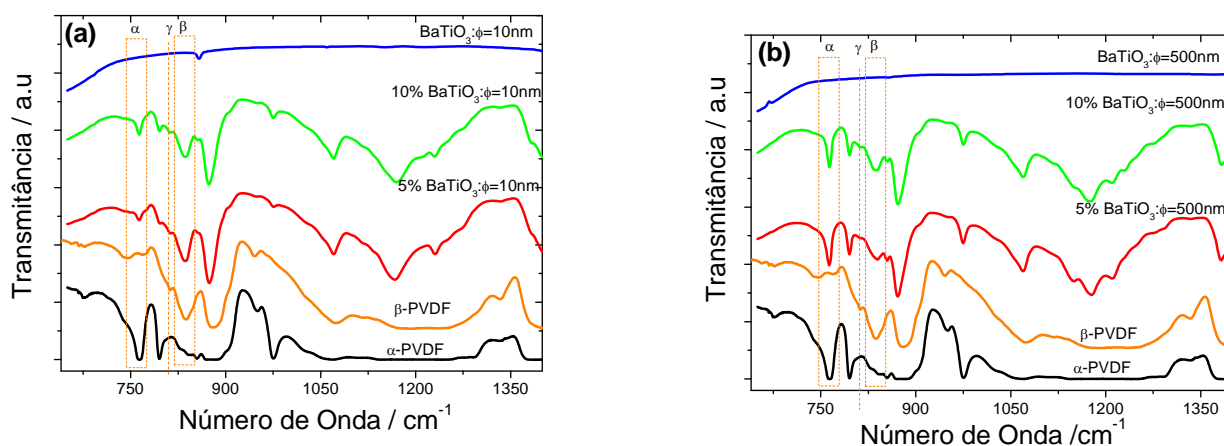 (a)
α
γ
β
BaTiO₃:ϕ=10nm
10% BaTiO₃:ϕ=10nm
5% BaTiO₃:ϕ=10nm
β-PVDF
α-PVDF
Transmitância / a.u
750
900
1050
1200
1350
Número de Onda / cm⁻¹
(b)
α
γ
β
BaTiO₃:ϕ=500nm
10% BaTiO₃:ϕ=500nm
5% BaTiO₃:ϕ=500nm
β-PVDF
α-PVDF
Transmitância / a.u
750
900
1050
1200
1350
Número de Onda /cm⁻¹